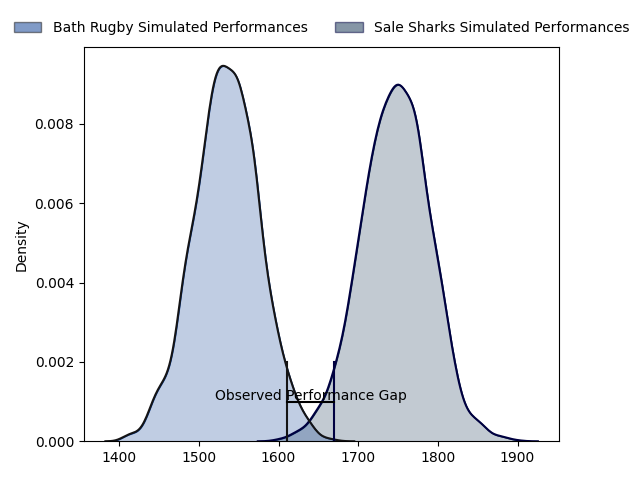 Bath Rugby Simulated Performances
Sale Sharks Simulated Performances
Density
0.008
0.006
0.004
0.002
0.000
Observed Performance Gap
1400 1500 1600 1700 1800 1900